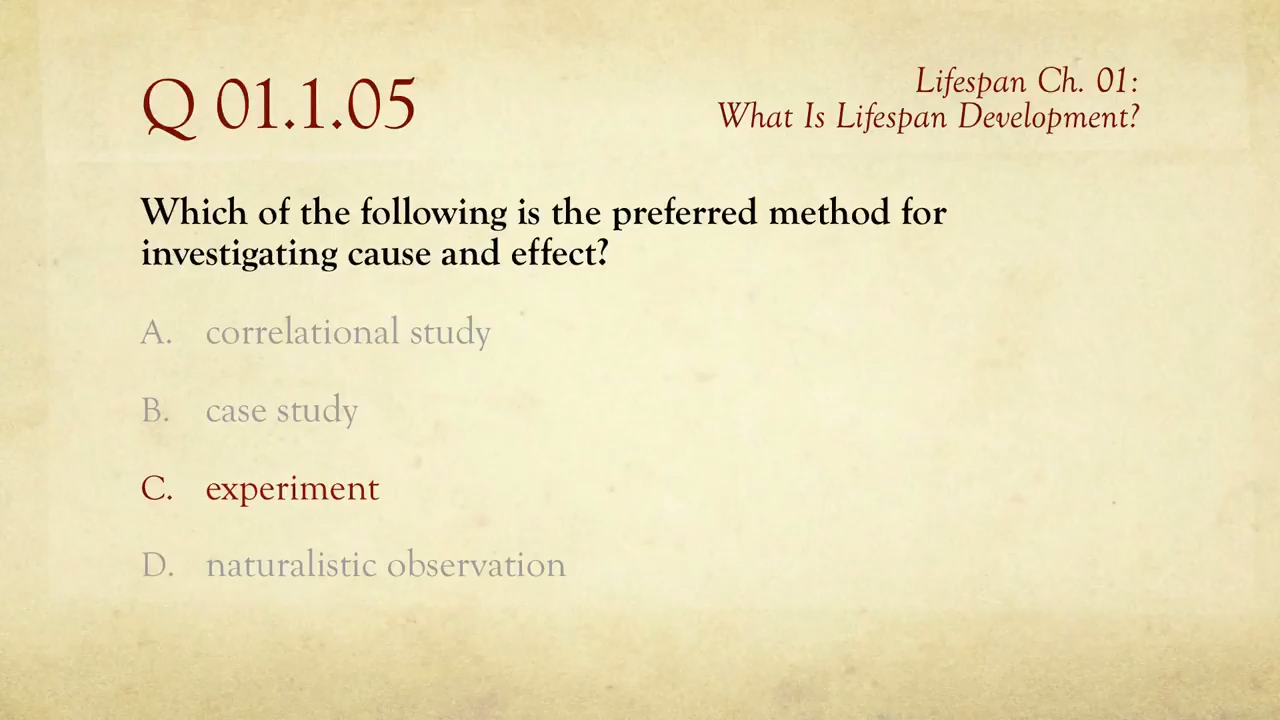 Q 01.1.05
Lifespan Ch. 01:
What Is Lifespan Development?
Which of the following is the preferred method for
investigating cause and effect?
A. correlational study
B. case study
C. experiment
D. naturalistic observation